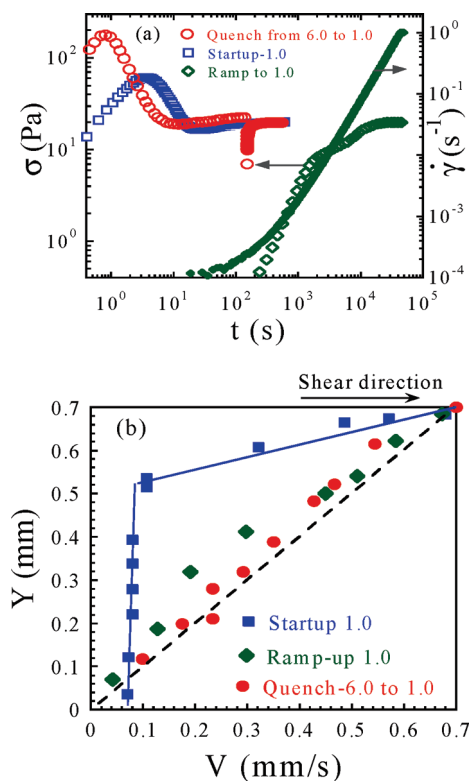 (a)
Quench from 6.0 to 1.0
Startup-1.0
Ramp to 1.0
σ (Pa)
10²
10¹
10⁰
γ̇ (s⁻¹)
10⁰
10⁻¹
10⁻²
10⁻³
10⁻⁴
10⁰ 10¹ 10² 10³ 10⁴ 10⁵
t (s)
Shear direction
(b)
Y (mm)
0.7
0.6
0.5
0.4
0.3
0.2
0.1
0
Startup 1.0
Ramp-up 1.0
Quench-6.0 to 1.0
0 0.1 0.2 0.3 0.4 0.5 0.6 0.7
V (mm/s)